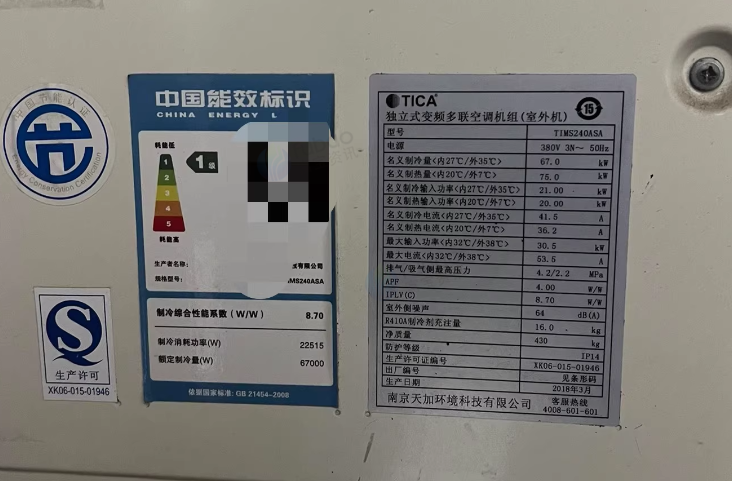 中国节能认证
节
Energy Conservation Certification
QS
生产许可
XK06-015-01946
中国能效标识
CHINA ENERGY L
耗能低
1
2
3
4
5
耗能高
1级
生产者名称:
有限公司
规格型号:
IMS240ASA
制冷综合性能系数（W/W） 8.70
制冷消耗功率(W) 22515
额定制冷量(W) 67000
依据国家标准: GB 21454-2008
TICA
15
独立式变频多联空调机组(室外机)
型号 TIMS240ASA
电源 380V 3N～ 50Hz
名义制冷量<内27℃/外35℃> 67.0 kW
名义制热量<内20℃/外7℃> 75.0 kW
名义制冷输入功率<内27℃/外35℃> 21.00 kW
名义制热输入功率<内20℃/外7℃> 20.00 kW
名义制冷电流<内27℃/外35℃> 41.5 A
名义制热电流<内20℃/外7℃> 36.2 A
最大输入功率<内32℃/外38℃> 30.5 kW
最大电流<内32℃/外38℃> 53.5 A
排气/吸气侧最高压力 4.2/2.2 MPa
APF 4.00 W/W
IPLV(C) 8.70 W/W
室外侧噪声 64 dB(A)
R410A制冷剂充注量 16.0 kg
净质量 430 kg
防护等级 IP14
生产许可证编号 XK06-015-01946
出厂编号 见条形码
生产日期 2018年3月
南京天加环境科技有限公司 客服热线
4008-601-601